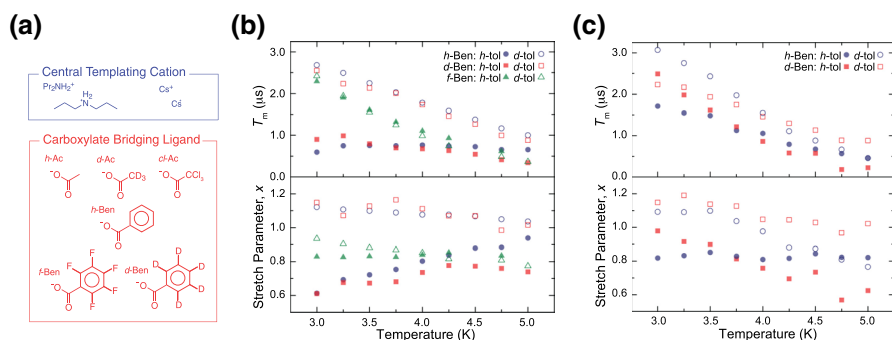 (a)
Central Templating Cation
Pr₂NH₂⁺
Cs⁺
H₂
N
Cs
Carboxylate Bridging Ligand
h-Ac
d-Ac
cl-Ac
⁻O
O
⁻O
CD₃
O
⁻O
CCl₃
O
h-Ben
⁻O
O
f-Ben
d-Ben
F
F
F
F
F
⁻O
O
D
D
D
D
D
⁻O
O
(b)
h-Ben: h-tol d-tol
d-Ben: h-tol d-tol
f-Ben: h-tol d-tol
Tm (μs)
3.0
2.0
1.0
0.0
Stretch Parameter, x
1.2
1.0
0.8
0.6
3.0 3.5 4.0 4.5 5.0
Temperature (K)
(c)
h-Ben: h-tol d-tol
d-Ben: h-tol d-tol
Tm (μs)
3.0
2.0
1.0
0.0
Stretch Parameter, x
1.2
1.0
0.8
0.6
3.0 3.5 4.0 4.5 5.0
Temperature (K)